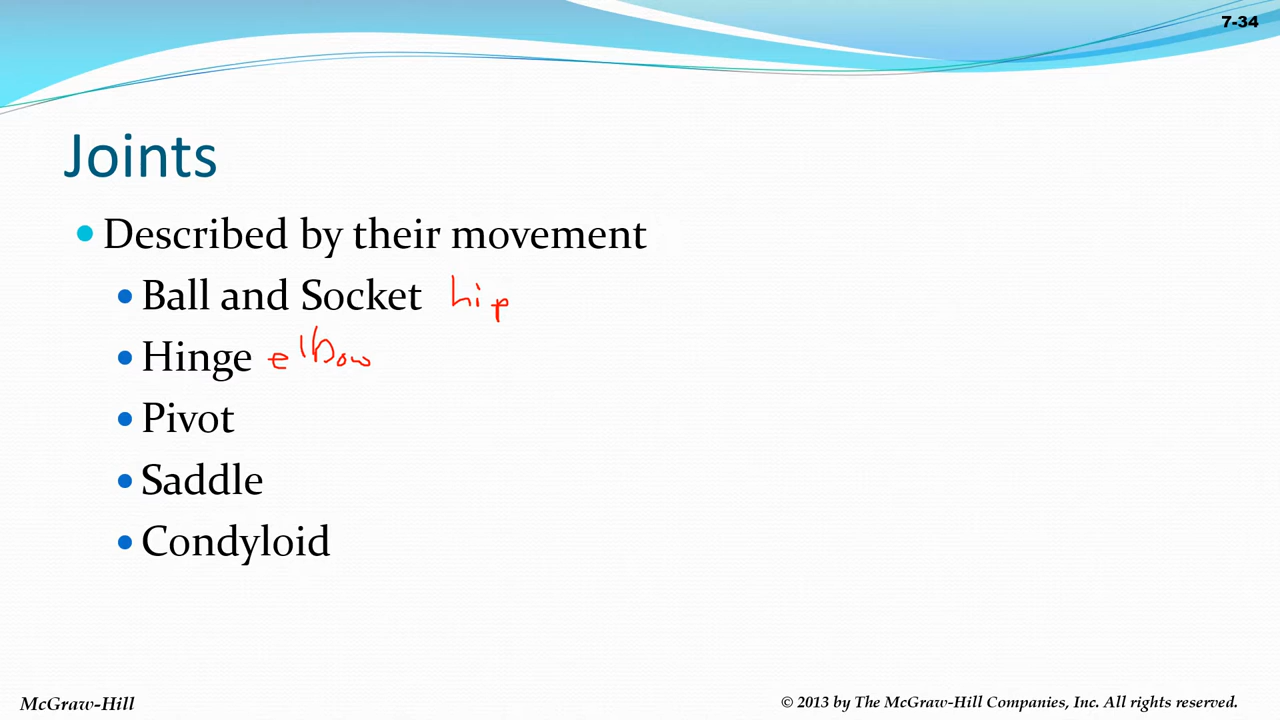 7-34
Joints
Described by their movement
Ball and Socket hip
Hinge elbow
Pivot
Saddle
Condyloid
McGraw-Hill
© 2013 by The McGraw-Hill Companies, Inc. All rights reserved.